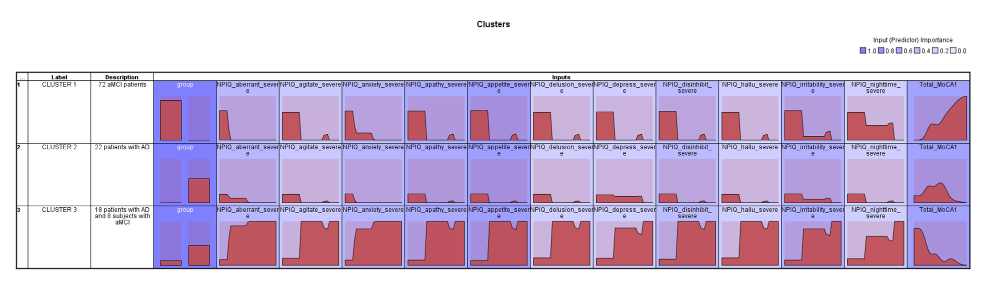 Clusters
Input (Predictor) Importance
1.0 0.8 0.6 0.4 0.2 0.0
... Label Description Inputs
1 CLUSTER 1 72 aMCI patients
group
NPIQ_aberrant_sever
e
NPIQ_agitate_severe
NPIQ_anxiety_severe
NPIQ_apathy_severe
NPIQ_appetite_sever
e
NPIQ_delusion_sever
e
NPIQ_depress_sever
e
NPIQ_disinhibit_
severe
NPIQ_hallu_severe
NPIQ_irritability_sever
e
NPIQ_nighttime_
severe
Total_MoCA1
2 CLUSTER 2 22 patients with AD
group
NPIQ_aberrant_sever
e
NPIQ_agitate_severe
NPIQ_anxiety_severe
NPIQ_apathy_severe
NPIQ_appetite_sever
e
NPIQ_delusion_sever
e
NPIQ_depress_sever
e
NPIQ_disinhibit_
severe
NPIQ_hallu_severe
NPIQ_irritability_sever
e
NPIQ_nighttime_
severe
Total_MoCA1
3 CLUSTER 3 18 patients with AD
and 8 subjects with
aMCI
group
NPIQ_aberrant_sever
e
NPIQ_agitate_severe
NPIQ_anxiety_severe
NPIQ_apathy_severe
NPIQ_appetite_sever
e
NPIQ_delusion_sever
e
NPIQ_depress_sever
e
NPIQ_disinhibit_
severe
NPIQ_hallu_severe
NPIQ_irritability_sever
e
NPIQ_nighttime_
severe
Total_MoCA1